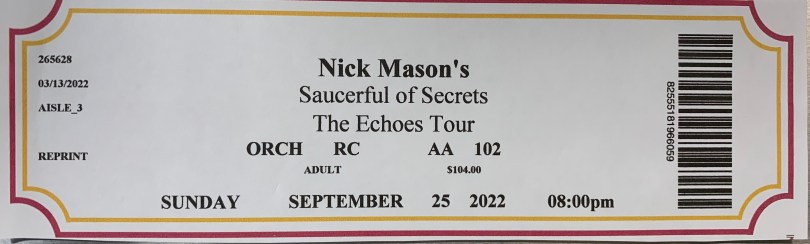 265628
03/13/2022
AISLE_3
REPRINT
Nick Mason's
Saucerful of Secrets
The Echoes Tour
ORCH RC AA 102
ADULT $104.00
SUNDAY SEPTEMBER 25 2022 08:00pm
82555181966059